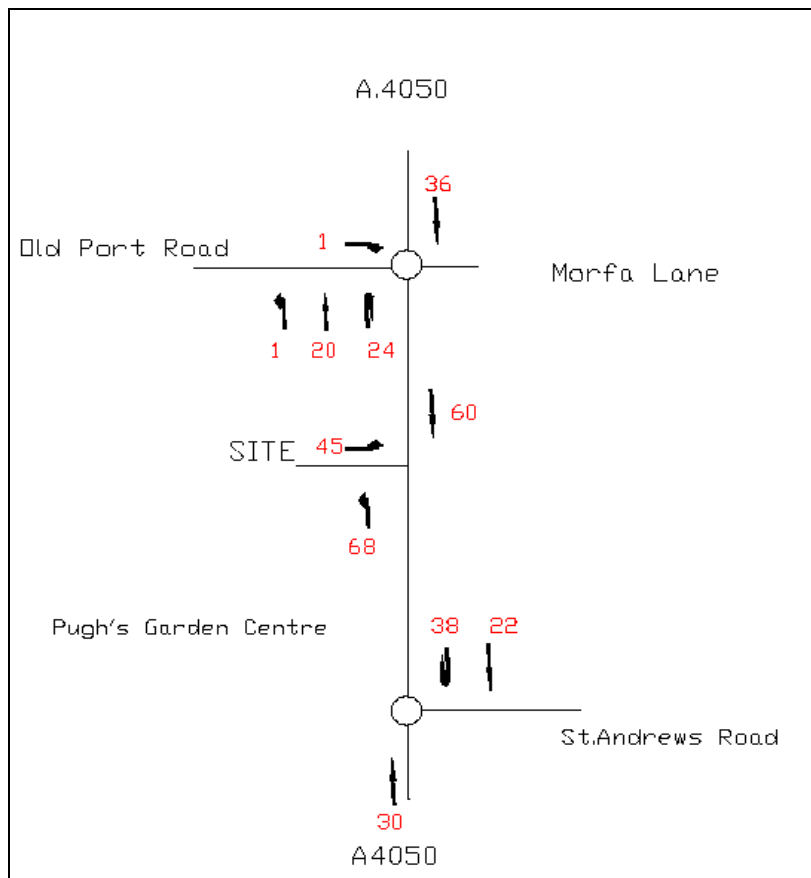 A.4050
36
Old Port Road
1
Morfa Lane
1 20 24
60
SITE
45
68
Pugh's Garden Centre
38 22
St.Andrews Road
30
A4050